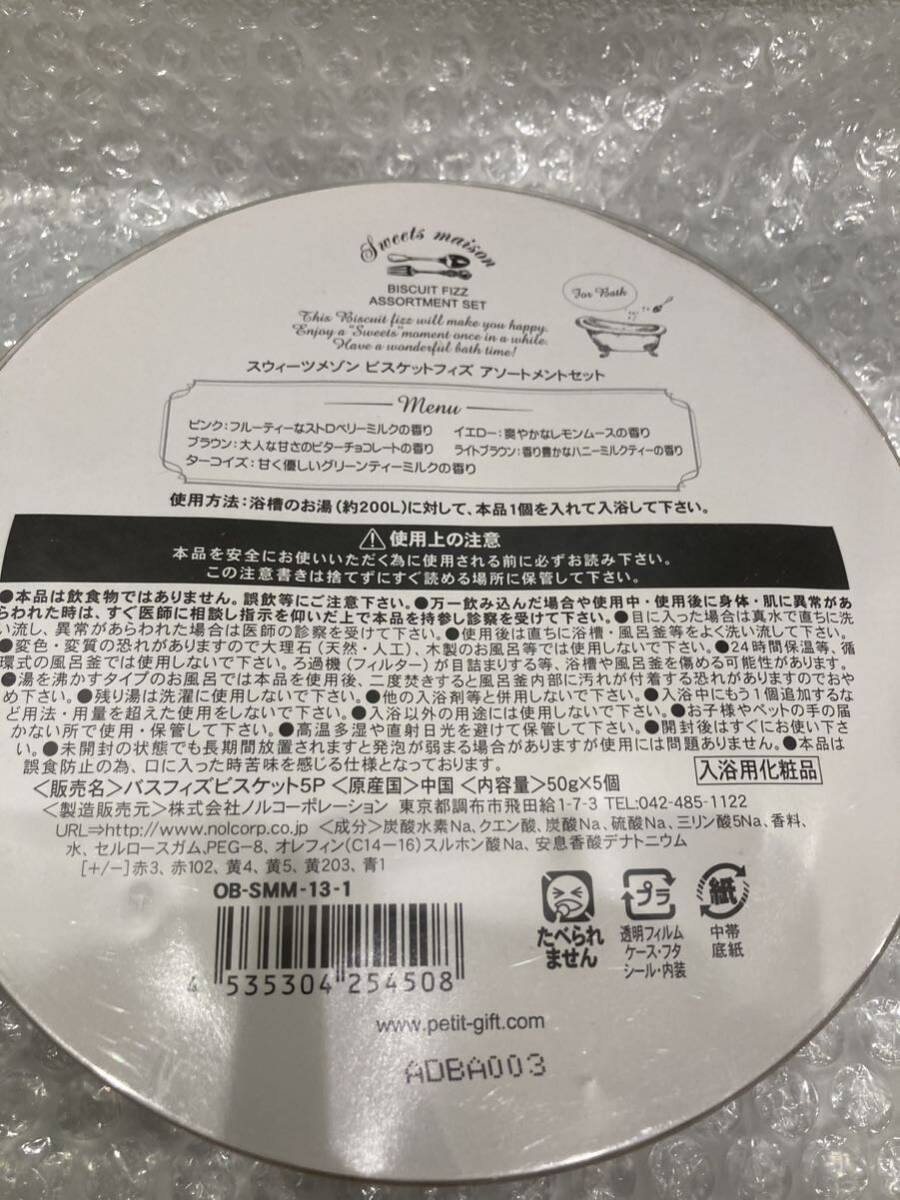 Sweets maison
BISCUIT FIZZ
ASSORTMENT SET
For Bath
This Biscuit fizz will make you happy.
Enjoy a "Sweets" moment once in a while.
Have a wonderful bath time!
スウィーツメゾン ビスケットフィズ アソートメントセット
Menu
ピンク:フルーティーなストロベリーミルクの香り イエロー:爽やかなレモンムースの香り
ブラウン:大人な甘さのビターチョコレートの香り ライトブラウン:香り豊かなハニーミルクティーの香り
ターコイズ:甘く優しいグリーンティーミルクの香り
使用方法:浴槽のお湯(約200L)に対して、本品1個を入れて入浴して下さい。
⚠使用上の注意
本品を安全にお使いいただく為に使用される前に必ずお読み下さい。
この注意書きは捨てずにすぐ読める場所に保管して下さい。
●本品は飲食物ではありません。誤飲等にご注意下さい。●万一飲み込んだ場合や使用中・使用後に身体・肌に異常があ
らわれた時は、すぐ医師に相談し指示を仰いだ上で本品を持参し診察を受けて下さい。●目に入った場合は真水で直ちに洗
い流し、異常があらわれた場合は医師の診察を受けて下さい。●使用後は直ちに浴槽・風呂釜等をよく洗い流して下さい。
●変色・変質の恐れがありますので大理石(天然・人工)、木製のお風呂等では使用しないで下さい。●24時間保温等、循
環式の風呂釜では使用しないで下さい。ろ過機(フィルター)が目詰まりする等、浴槽や風呂釜を傷める可能性があります。
●湯を沸かすタイプのお風呂では本品を使用後、二度焚きすると風呂釜内部に汚れが付着する恐れがありますのでおや
め下さい。●残り湯は洗濯に使用しないで下さい。●他の入浴剤等と併用しないで下さい。●入浴中にもう1個追加するな
ど用法・用量を超えた使用をしないで下さい。●入浴以外の用途には使用しないで下さい。●お子様やペットの手の届
かない所で使用・保管して下さい。●高温多湿や直射日光を避けて保管して下さい。●開封後はすぐにお使い下さ
い。●未開封の状態でも長期間放置されますと発泡が弱まる場合がありますが使用には問題ありません。●本品は
誤食防止の為、口に入った時苦味を感じる仕様となっております。 入浴用化粧品
<販売名>バスフィズビスケット5P <原産国>中国 <内容量>50g×5個
<製造販売元>株式会社ノルコーポレーション 東京都調布市飛田給1-7-3 TEL:042-485-1122
URL⇒http://www.nolcorp.co.jp <成分>炭酸水素Na、クエン酸、炭酸Na、硫酸Na、三リン酸5Na、香料、
水、セルロースガム、PEG-8、オレフィン(C14-16)スルホン酸Na、安息香酸デナトニウム
[+/-]赤3、赤102、黄4、黄5、黄203、青1
OB-SMM-13-1
4 535304 254508
たべられ
ません
プラ
透明フィルム
ケース・フタ
シール・内装
紙
中帯
底紙
www.petit-gift.com
ADBA003